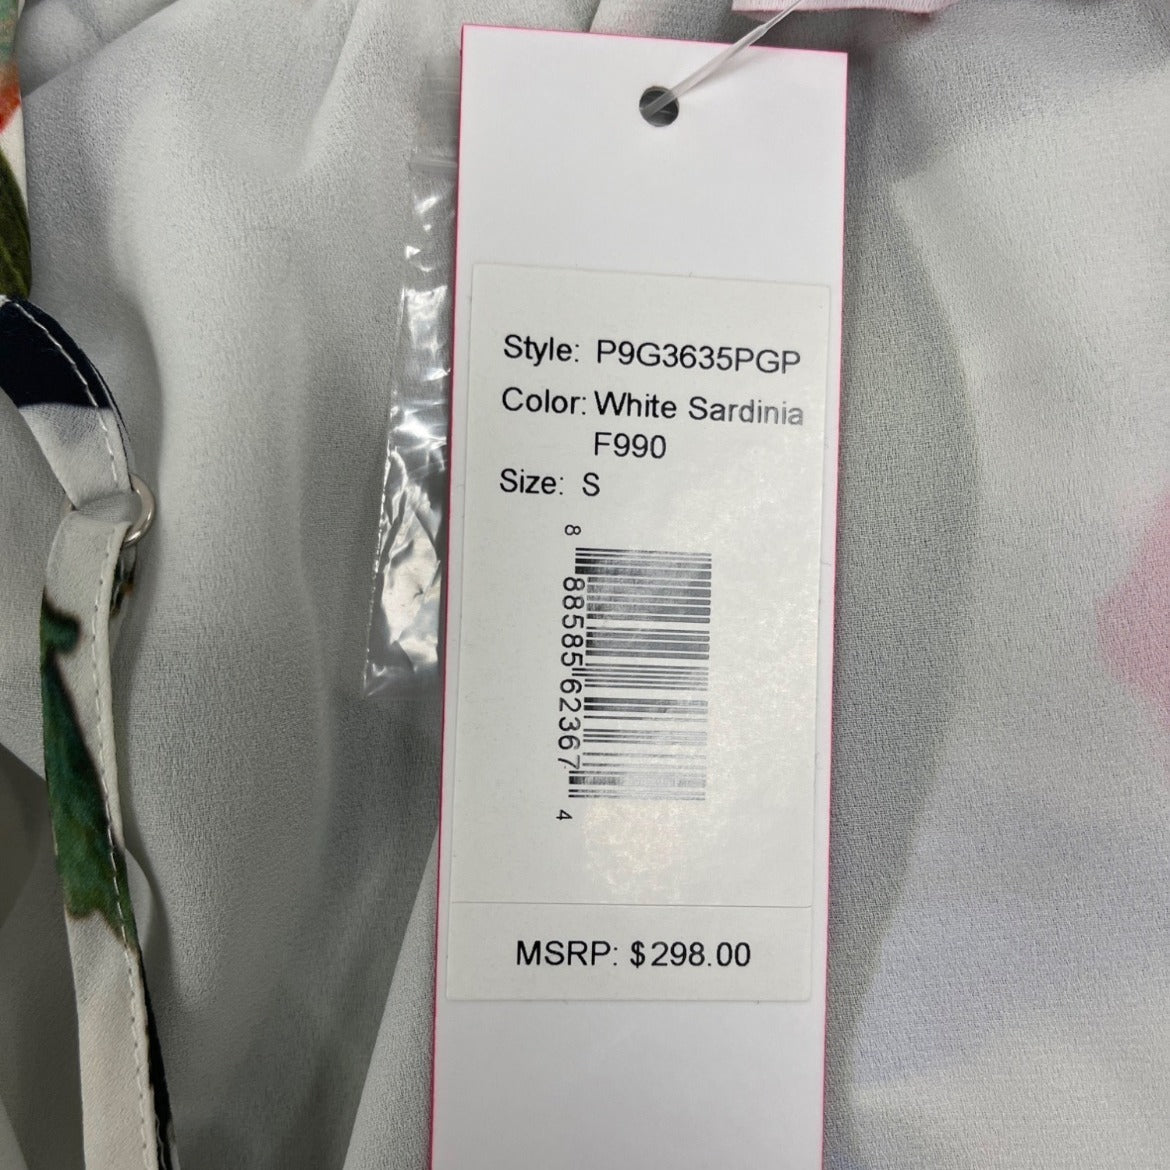 Style: P9G3635PGP
Color: White Sardinia
F990
Size: S
8 88585 62367 4
MSRP: $298.00